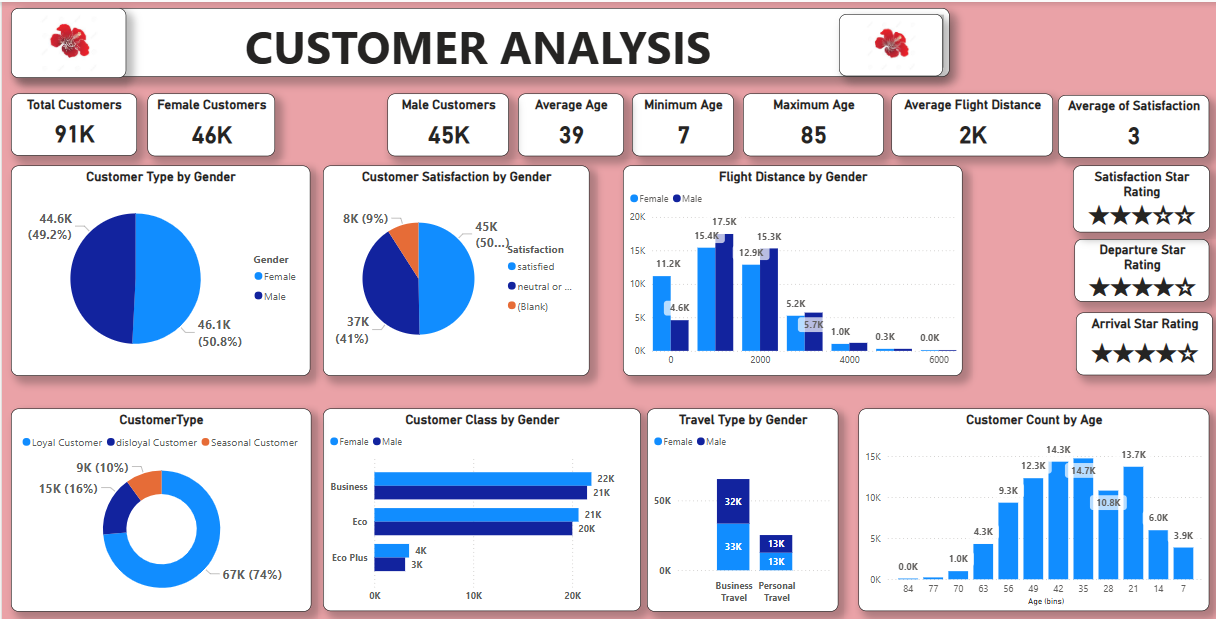 CUSTOMER ANALYSIS
Total Customers
91K
Female Customers
46K
Male Customers
45K
Average Age
39
Minimum Age
7
Maximum Age
85
Average Flight Distance
2K
Average of Satisfaction
3
Customer Type by Gender
44.6K
(49.2%)
46.1K
(50.8%)
Gender
Female
Male
Customer Satisfaction by Gender
8K (9%)
45K
(50...)
37K
(41%)
Satisfaction
satisfied
neutral or ...
(Blank)
Flight Distance by Gender
Female Male
20K
15K
10K
5K
0K
11.2K
4.6K
15.4K
17.5K
12.9K
15.3K
5.2K
5.7K
1.0K
0.3K
0.0K
0 2000 4000 6000
Satisfaction Star
Rating
★★★☆☆
Departure Star
Rating
★★★★☆
Arrival Star Rating
★★★★☆
CustomerType
Loyal Customer disloyal Customer Seasonal Customer
9K (10%)
15K (16%)
67K (74%)
Customer Class by Gender
Female Male
Business
22K
21K
Eco
21K
20K
Eco Plus
4K
3K
0K 10K 20K
Travel Type by Gender
Female Male
50K
0K
32K
33K
13K
13K
Business
Travel
Personal
Travel
Customer Count by Age
15K
10K
5K
0K
0.0K
1.0K
4.3K
9.3K
12.3K
14.3K
14.7K
10.8K
13.7K
6.0K
3.9K
84 77 70 63 56 49 42 35 28 21 14 7
Age (bins)